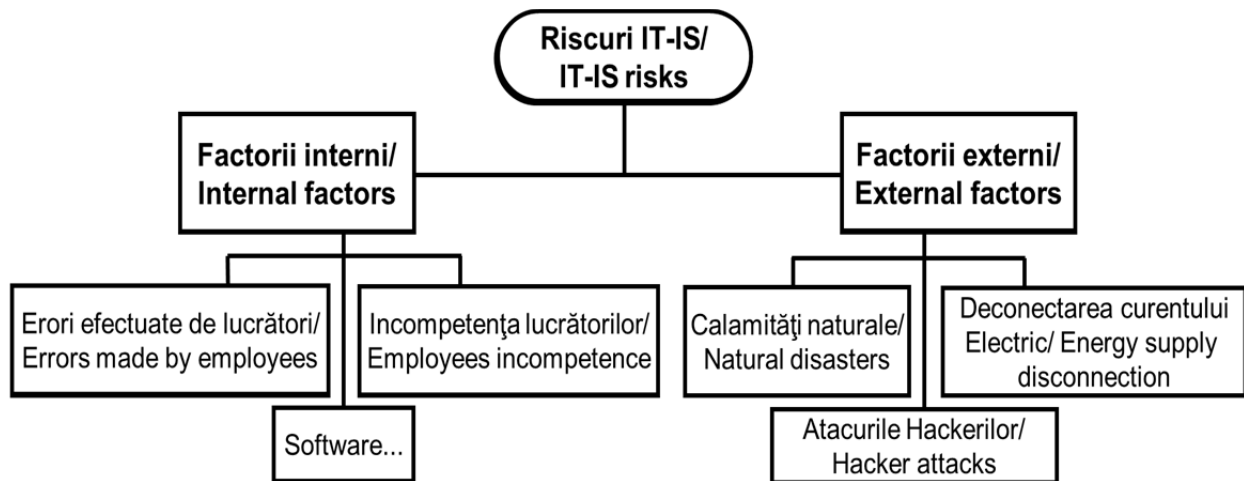 Riscuri IT-IS/
IT-IS risks
Factorii interni/
Internal factors
Factorii externi/
External factors
Erori efectuate de lucrători/
Errors made by employees
Incompetenţa lucrătorilor/
Employees incompetence
Calamităţi naturale/
Natural disasters
Deconectarea curentului
Electric/ Energy supply
disconnection
Software...
Atacurile Hackerilor/
Hacker attacks